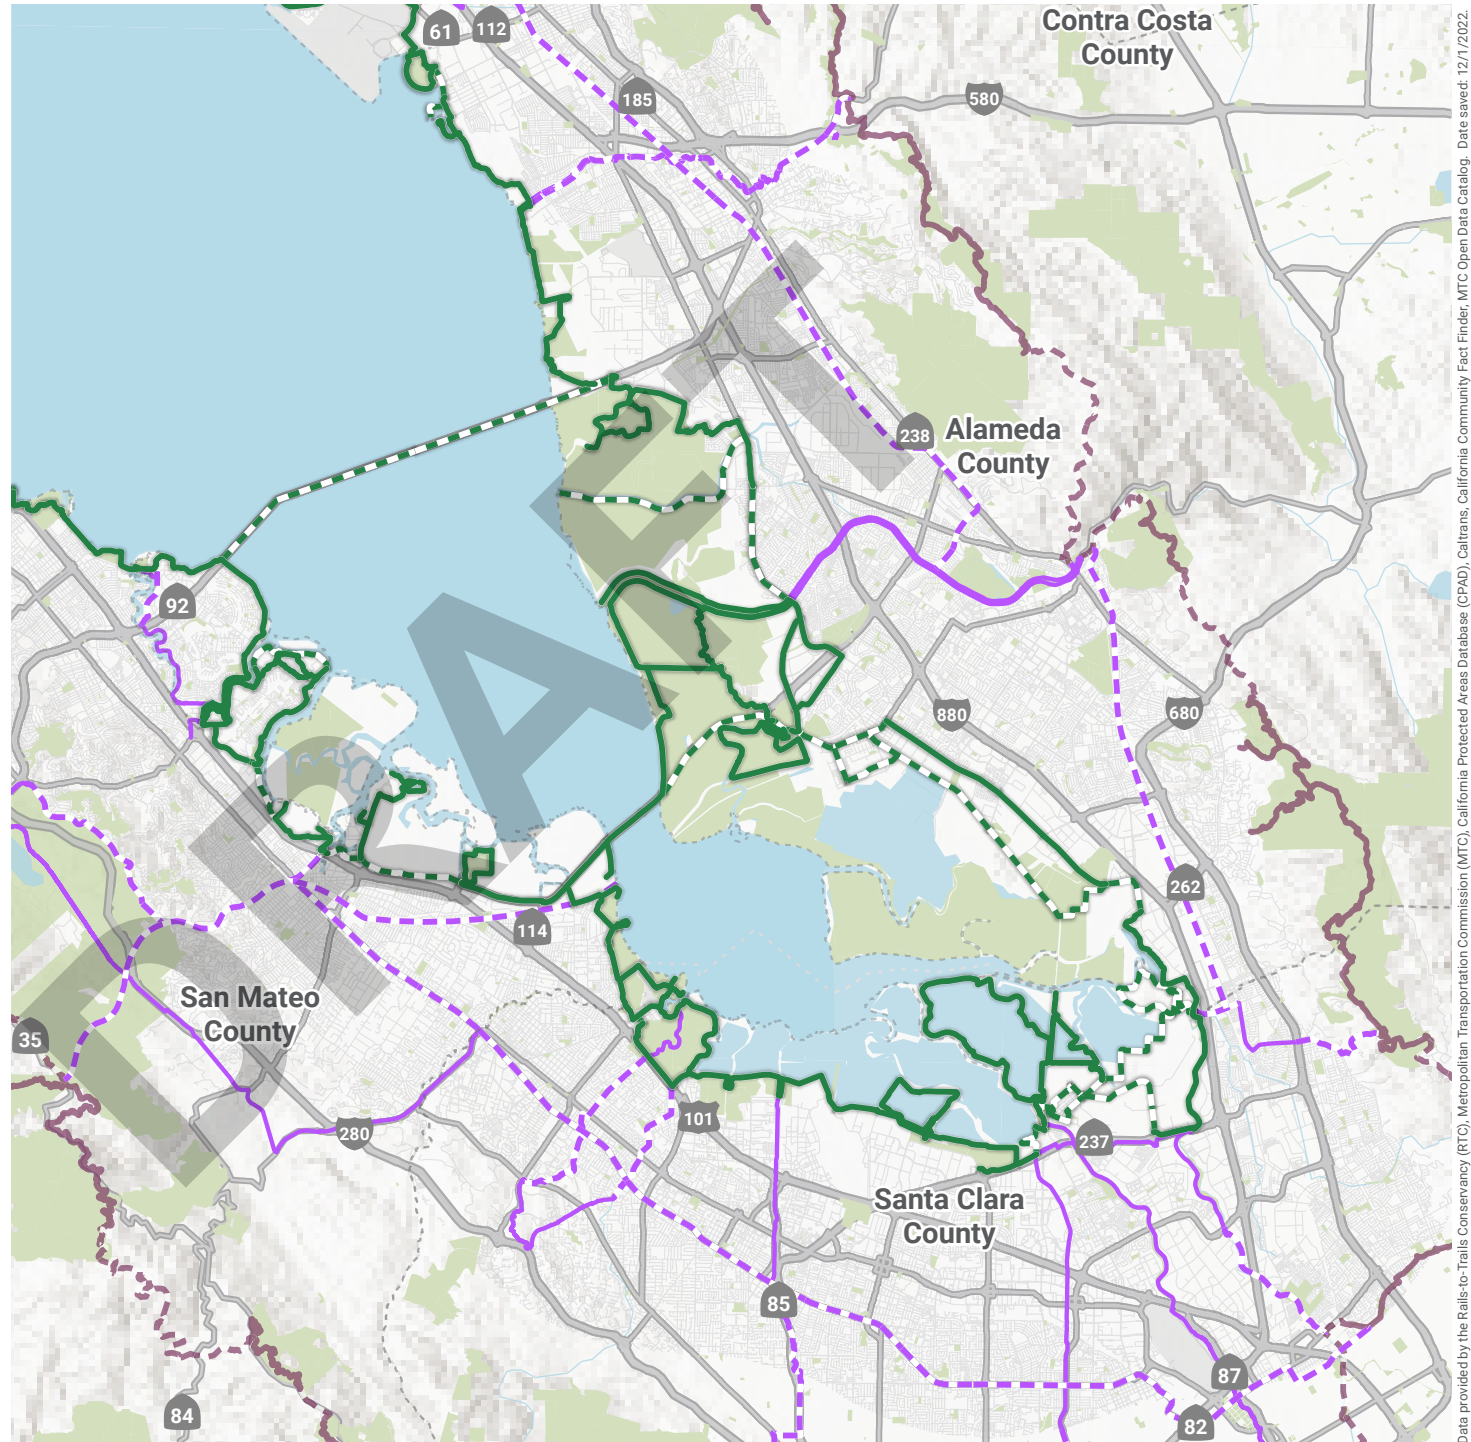 61
112
Contra Costa
County
185
580
238
Alameda
County
92
880
680
262
114
San Mateo
County
35
101
280
237
Santa Clara
County
85
87
84
82
DRAFT
Data provided by the Rails-to-Trails Conservancy (RTC), Metropolitan Transportation Commission (MTC), California Protected Areas Database (CPAD), Caltrans, California Community Fact Finder, MTC Open Data Catalog. Date saved: 12/1/2022.